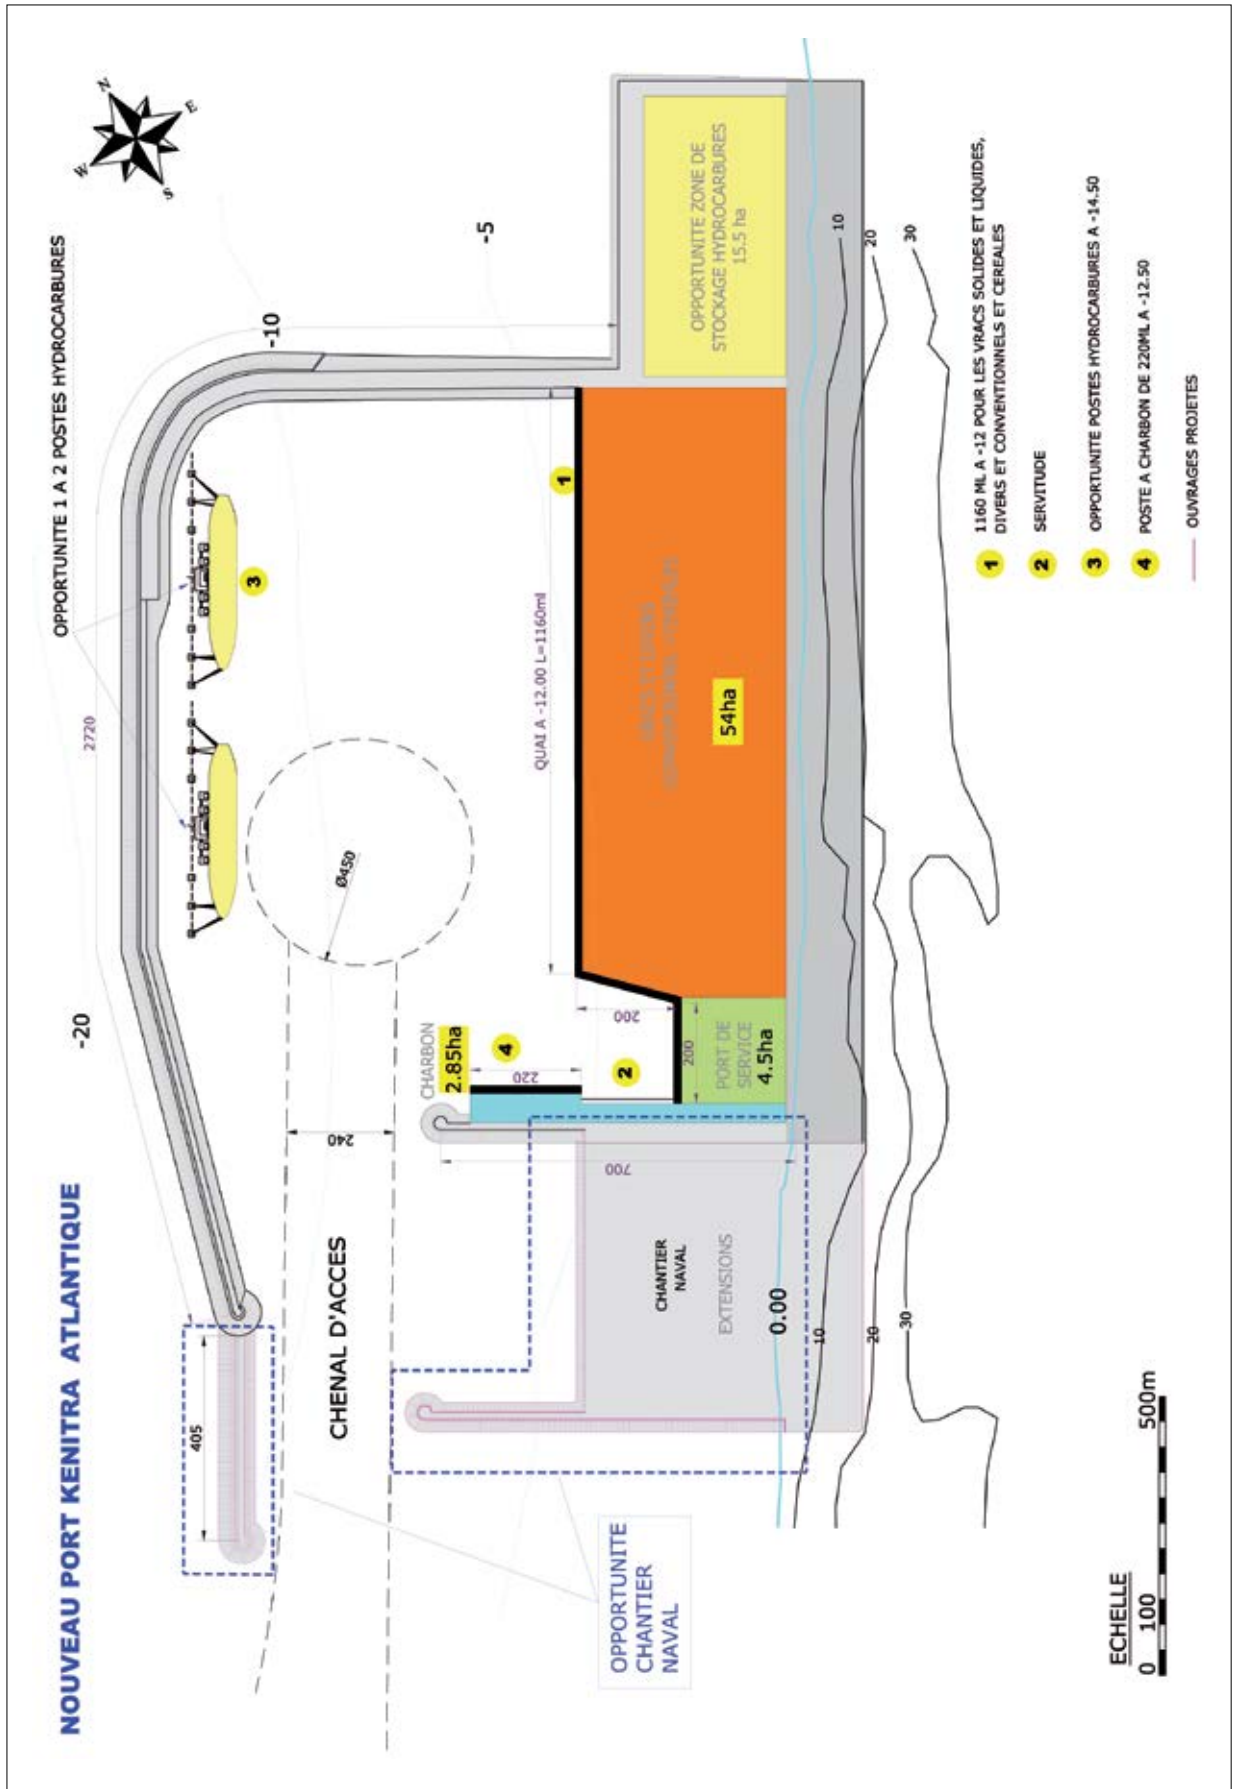 NOUVEAU PORT KENITRA ATLANTIQUE
N
E
S
W
OPPORTUNITE 1 A 2 POSTES HYDROCARBURES
2720
-20
-10
-5
405
CHENAL D'ACCES
240
Ø450
3
QUAI A -12.00 L=1160ml
1
CHARBON
2.85ha
4
220
2
200
200
PORT DE
SERVICE
4.5ha
54ha
OPPORTUNITE ZONE DE
STOCKAGE HYDROCARBURES
15.5 ha
700
CHANTIER
NAVAL
EXTENSIONS
0.00
OPPORTUNITE
CHANTIER
NAVAL
10
20
30
10
20
30
ECHELLE
0 100 500m
1 1160 ML A -12 POUR LES VRACS SOLIDES ET LIQUIDES,
DIVERS ET CONVENTIONNELS ET CEREALES
2 SERVITUDE
3 OPPORTUNITE POSTES HYDROCARBURES A -14.50
4 POSTE A CHARBON DE 220ML A -12.50
OUVRAGES PROJETES